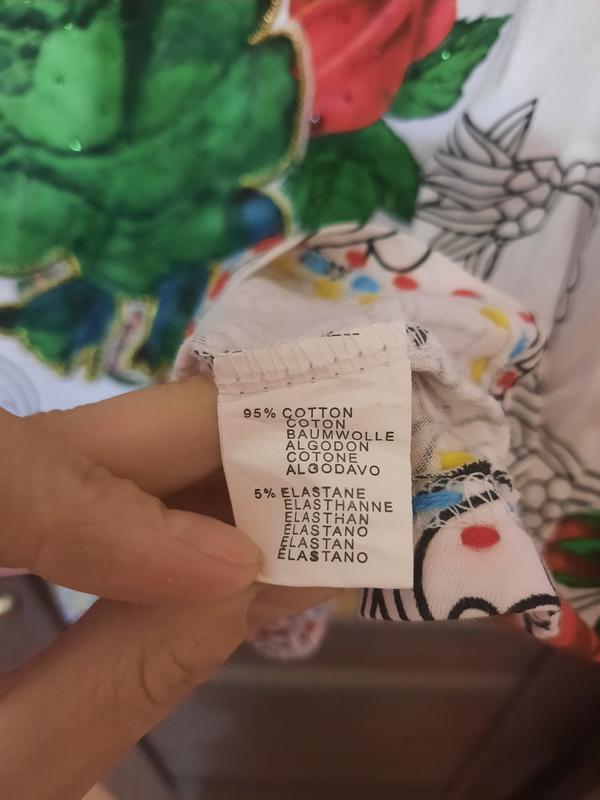 95% COTTON
COTON
BAUMWOLLE
ALGODON
COTONE
ALGODAVO
5% ELASTANE
ELASTHANNE
ELASTHAN
ELASTANO
ELASTAN
ELASTANO